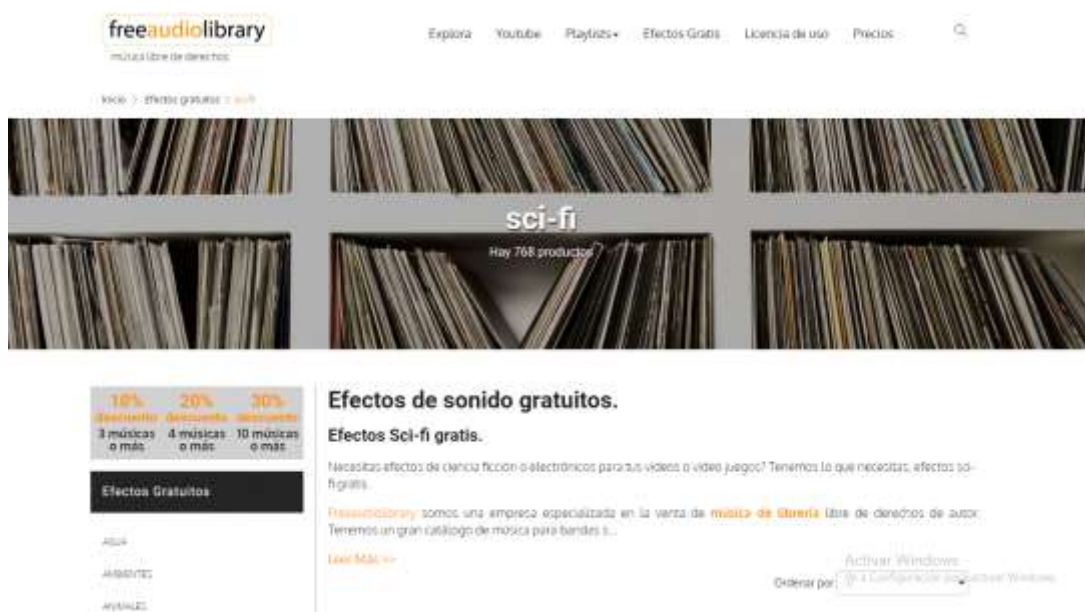 freeaudiolibrary
música libre de derechos
Explora Youtube Playlists Efectos Gratis Licencia de uso Precios
Inicio > Efectos gratuitos > sci-fi
sci-fi
Hay 768 productos
10% 20% 30%
descuento descuento descuento
3 músicas 4 músicas 10 músicas
o más o más o más
Efectos Gratuitos
AGUA
AMBIENTES
ANIMALES
Efectos de sonido gratuitos.
Efectos Sci-fi gratis.
Necesitas efectos de ciencia ficción o electrónicos para tus videos o video juegos? Tenemos lo que necesitas, efectos sci-
fi gratis.
Freeaudiolibrary somos una empresa especializada en la venta de música de librería libre de derechos de autor.
Tenemos un gran catálogo de música para bandas s...
Leer Más >>
Activar Windows
Ordenar por
Ve a Configuración para activar Windows.